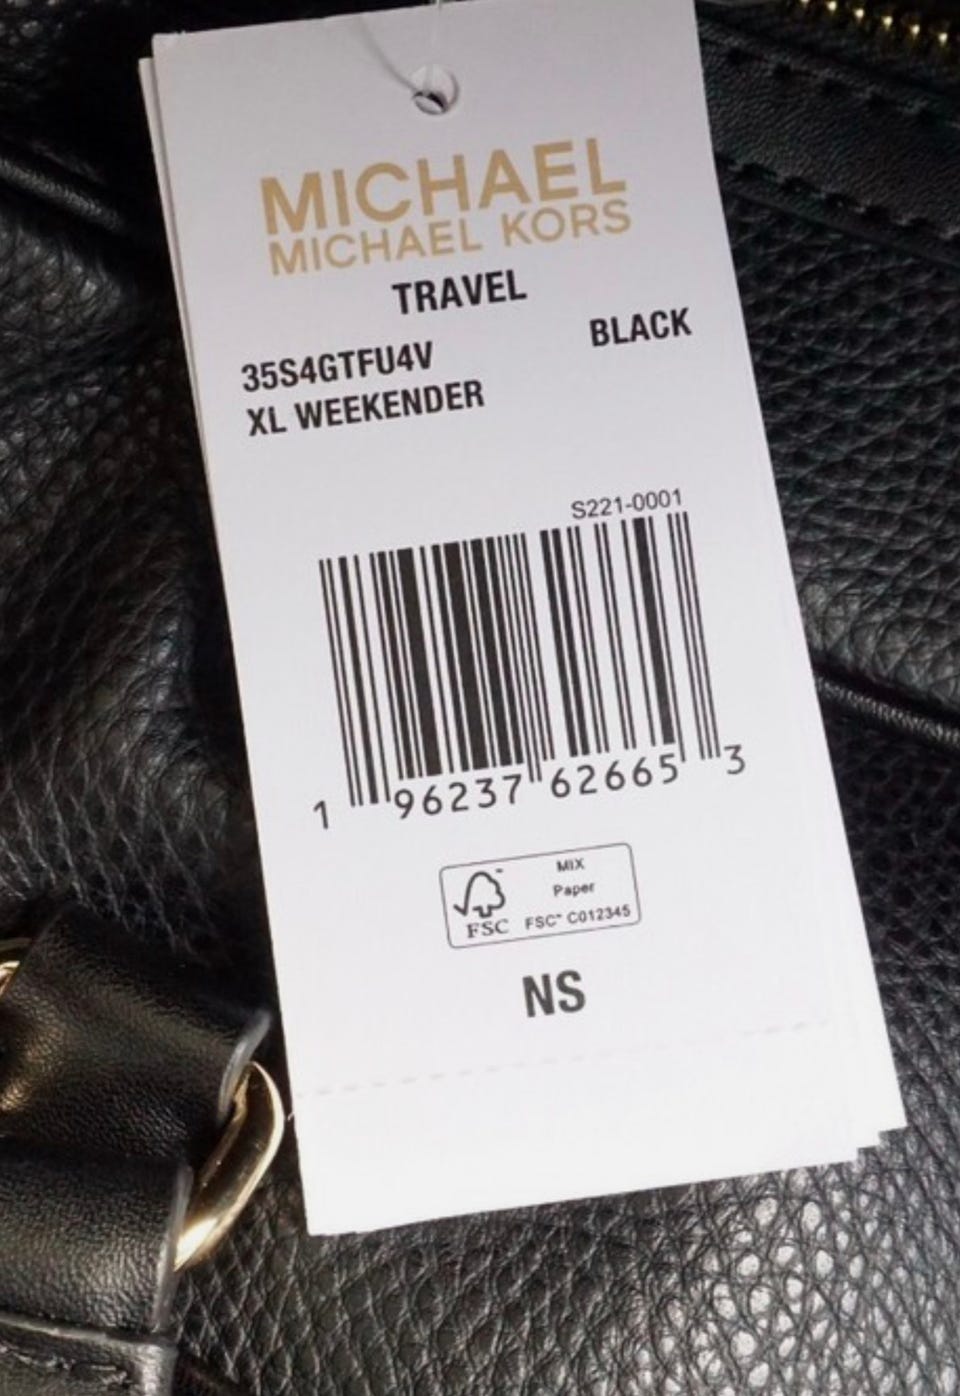 MICHAEL
MICHAEL KORS
TRAVEL
35S4GTFU4V BLACK
XL WEEKENDER
S221-0001
1 96237 62665 3
MIX
Paper
FSC FSC™ C012345
NS